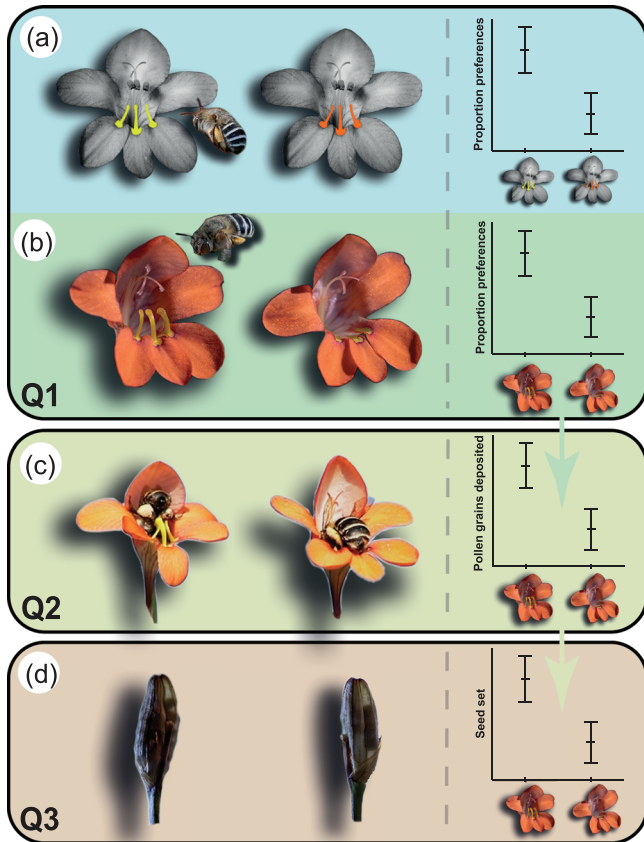 (a)
Proportion preferences
(b)
Proportion preferences
Q1
(c)
Pollen grains deposited
Q2
(d)
Seed set
Q3